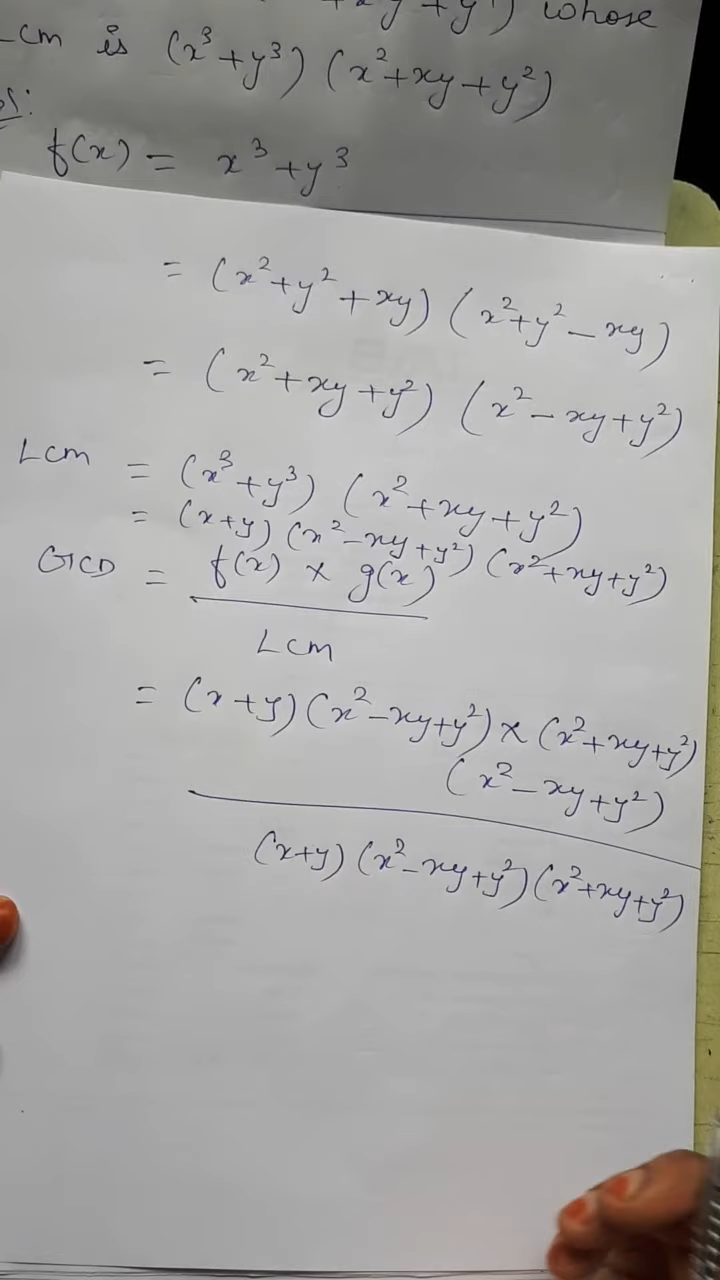 + y⁴) whose
LCM is (x³+y³) (x²+xy+y²)
f(x) = x³+y³
= (x²+y²+xy) (x²+y²-xy)
= (x²+xy+y²) (x²-xy+y²)
LCM = (x³+y³) (x²+xy+y²)
= (x+y) (x²-xy+y²) (x²+xy+y²)
GCD = f(x) × g(x)
LCM
= (x+y) (x²-xy+y²) × (x²+xy+y²)
(x²-xy+y²)
(x+y) (x²-xy+y²) (x²+xy+y²)